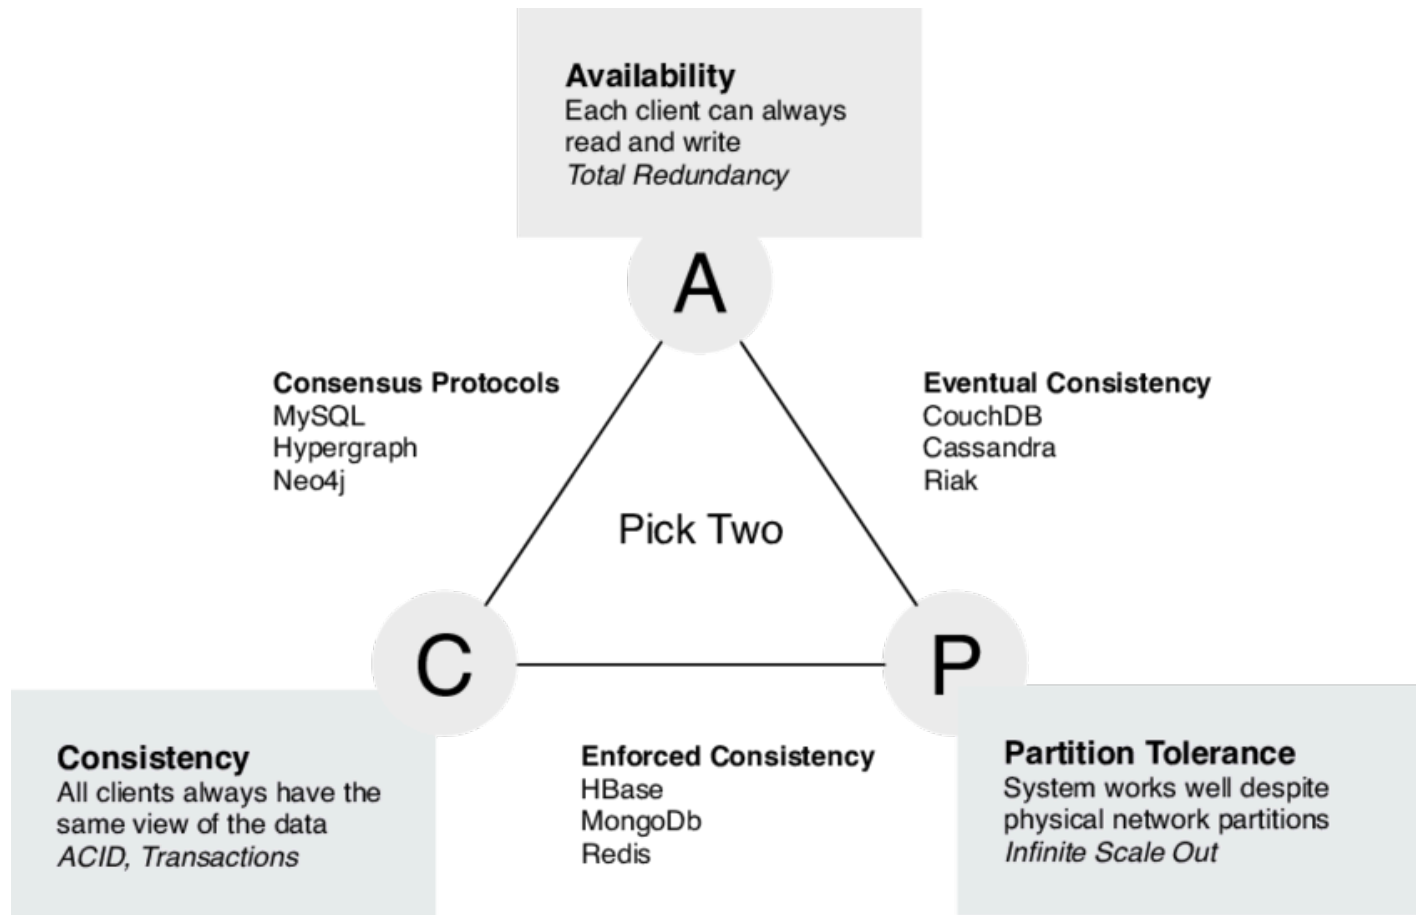 Availability
Each client can always
read and write
Total Redundancy
A
Consensus Protocols
MySQL
Hypergraph
Neo4j
Eventual Consistency
CouchDB
Cassandra
Riak
Pick Two
C
P
Consistency
All clients always have the
same view of the data
ACID, Transactions
Enforced Consistency
HBase
MongoDb
Redis
Partition Tolerance
System works well despite
physical network partitions
Infinite Scale Out